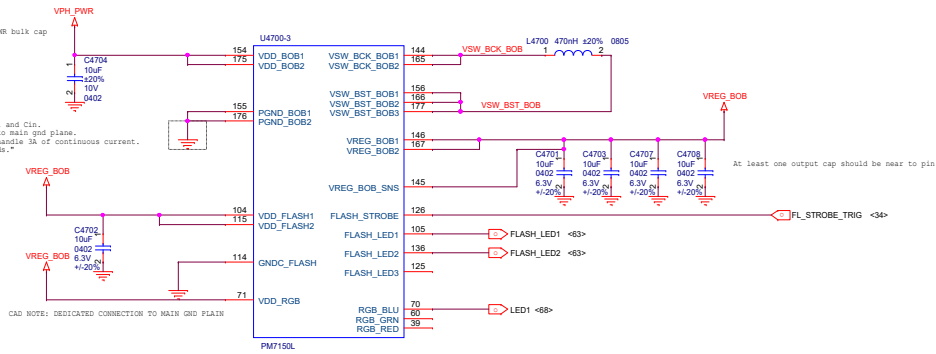 VPH_PWR
WR bulk cap
U4700-3
L4700 470nH ±20% 0805
154 VDD_BOB1 VSW_BCK_BOB1 144 VSW_BCK_BOB 1 2
175 VDD_BOB2 VSW_BCK_BOB2 165
1 C4704
10uF
±20%
10V
2 0402
VSW_BST_BOB1 156
VSW_BST_BOB2 166
VSW_BST_BOB3 177 VSW_BST_BOB
VREG_BOB
155 PGND_BOB1
176 PGND_BOB2
and Cin.
o main gnd plane.
handle 3A of continuous current.
s."
VREG_BOB1 146
VREG_BOB2 167
C4701 C4703 C4707 C4708
10uF 10uF 10uF 10uF
0402 0402 0402 0402
6.3V 6.3V 6.3V 6.3V
+/-20% +/-20% +/-20% +/-20%
At least one output cap should be near to pin
VREG_BOB
VREG_BOB_SNS 145
104 VDD_FLASH1 FLASH_STROBE 126 FL_STROBE_TRIG <34>
115 VDD_FLASH2
C4702
10uF
0402
6.3V
+/-20%
FLASH_LED1 105 FLASH_LED1 <63>
FLASH_LED2 136 FLASH_LED2 <63>
VREG_BOB
114 GNDC_FLASH
FLASH_LED3 125
71 VDD_RGB
CAD NOTE: DEDICATED CONNECTION TO MAIN GND PLAIN
RGB_BLU 70 LED1 <68>
RGB_GRN 60
RGB_RED 39
PM7150L